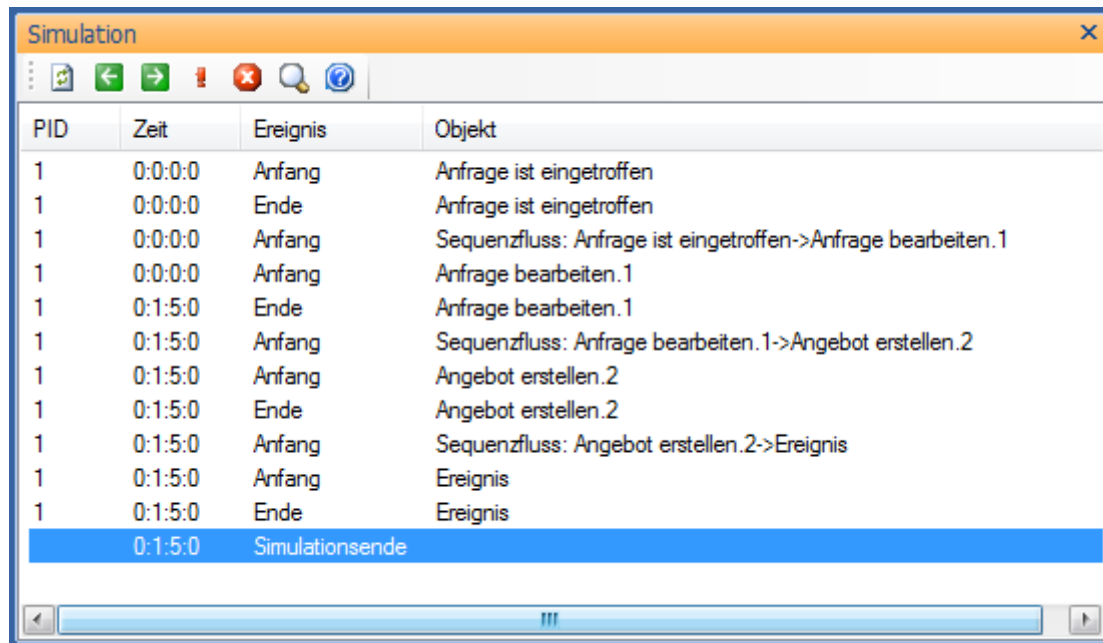 Simulation
PID Zeit Ereignis Objekt
1 0:0:0:0 Anfang Anfrage ist eingetroffen
1 0:0:0:0 Ende Anfrage ist eingetroffen
1 0:0:0:0 Anfang Sequenzfluss: Anfrage ist eingetroffen->Anfrage bearbeiten.1
1 0:0:0:0 Anfang Anfrage bearbeiten.1
1 0:1:5:0 Ende Anfrage bearbeiten.1
1 0:1:5:0 Anfang Sequenzfluss: Anfrage bearbeiten.1->Angebot erstellen.2
1 0:1:5:0 Anfang Angebot erstellen.2
1 0:1:5:0 Ende Angebot erstellen.2
1 0:1:5:0 Anfang Sequenzfluss: Angebot erstellen.2->Ereignis
1 0:1:5:0 Anfang Ereignis
1 0:1:5:0 Ende Ereignis
0:1:5:0 Simulationsende